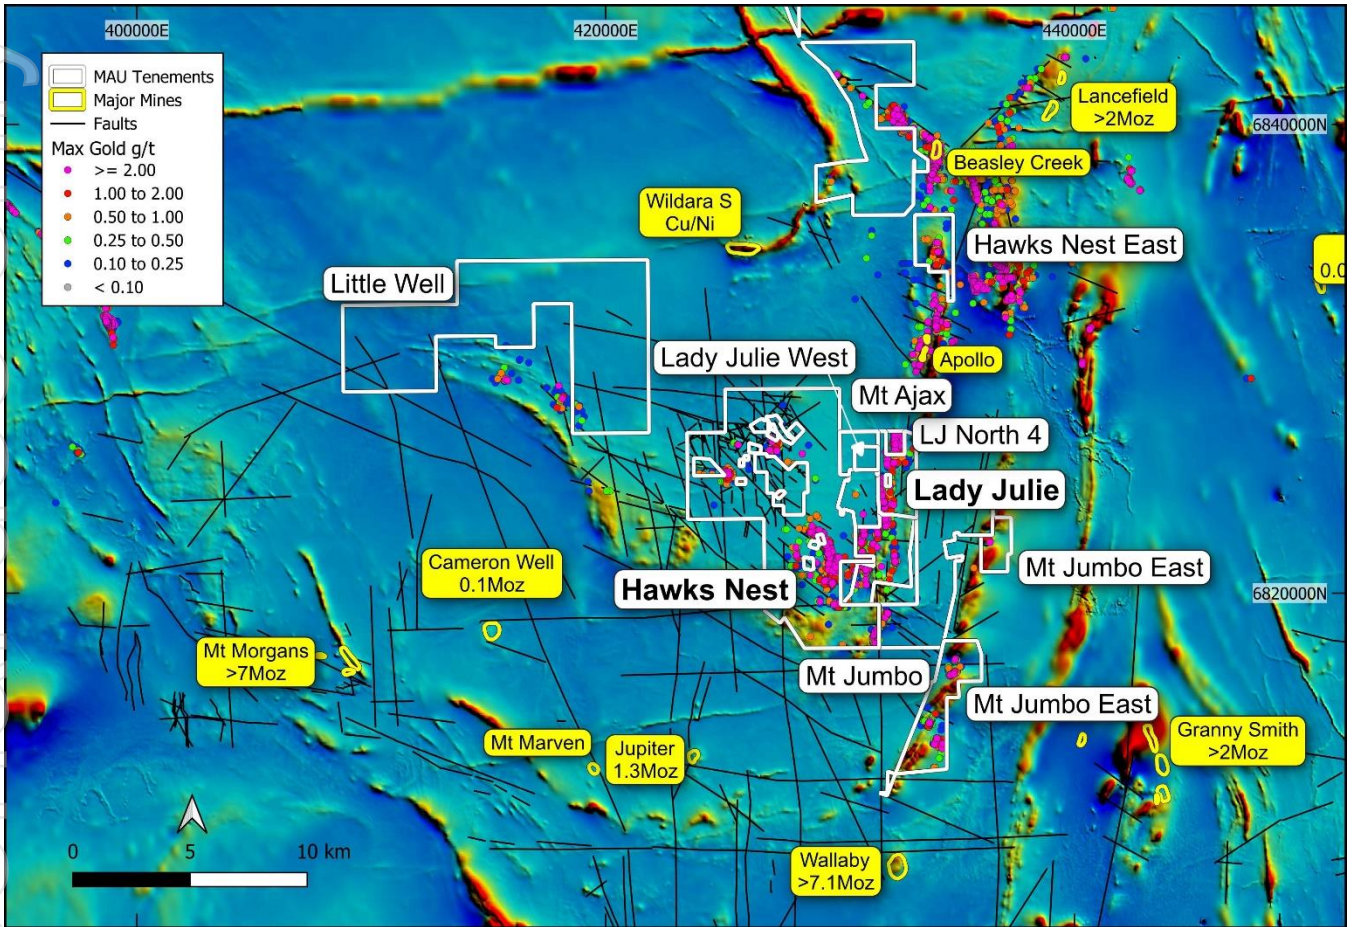 400000E
420000E
440000E
MAU Tenements
Major Mines
Faults
Max Gold g/t
>= 2.00
1.00 to 2.00
0.50 to 1.00
0.25 to 0.50
0.10 to 0.25
< 0.10
Lancefield
>2Moz
6840000N
Beasley Creek
Wildara S
Cu/Ni
Hawks Nest East
0.0
Little Well
Lady Julie West
Apollo
Mt Ajax
LJ North 4
Lady Julie
Cameron Well
0.1Moz
Hawks Nest
Mt Jumbo East
6820000N
Mt Morgans
>7Moz
Mt Jumbo
Mt Jumbo East
Mt Marven
Jupiter
1.3Moz
Granny Smith
>2Moz
0
5
10 km
Wallaby
>7.1Moz